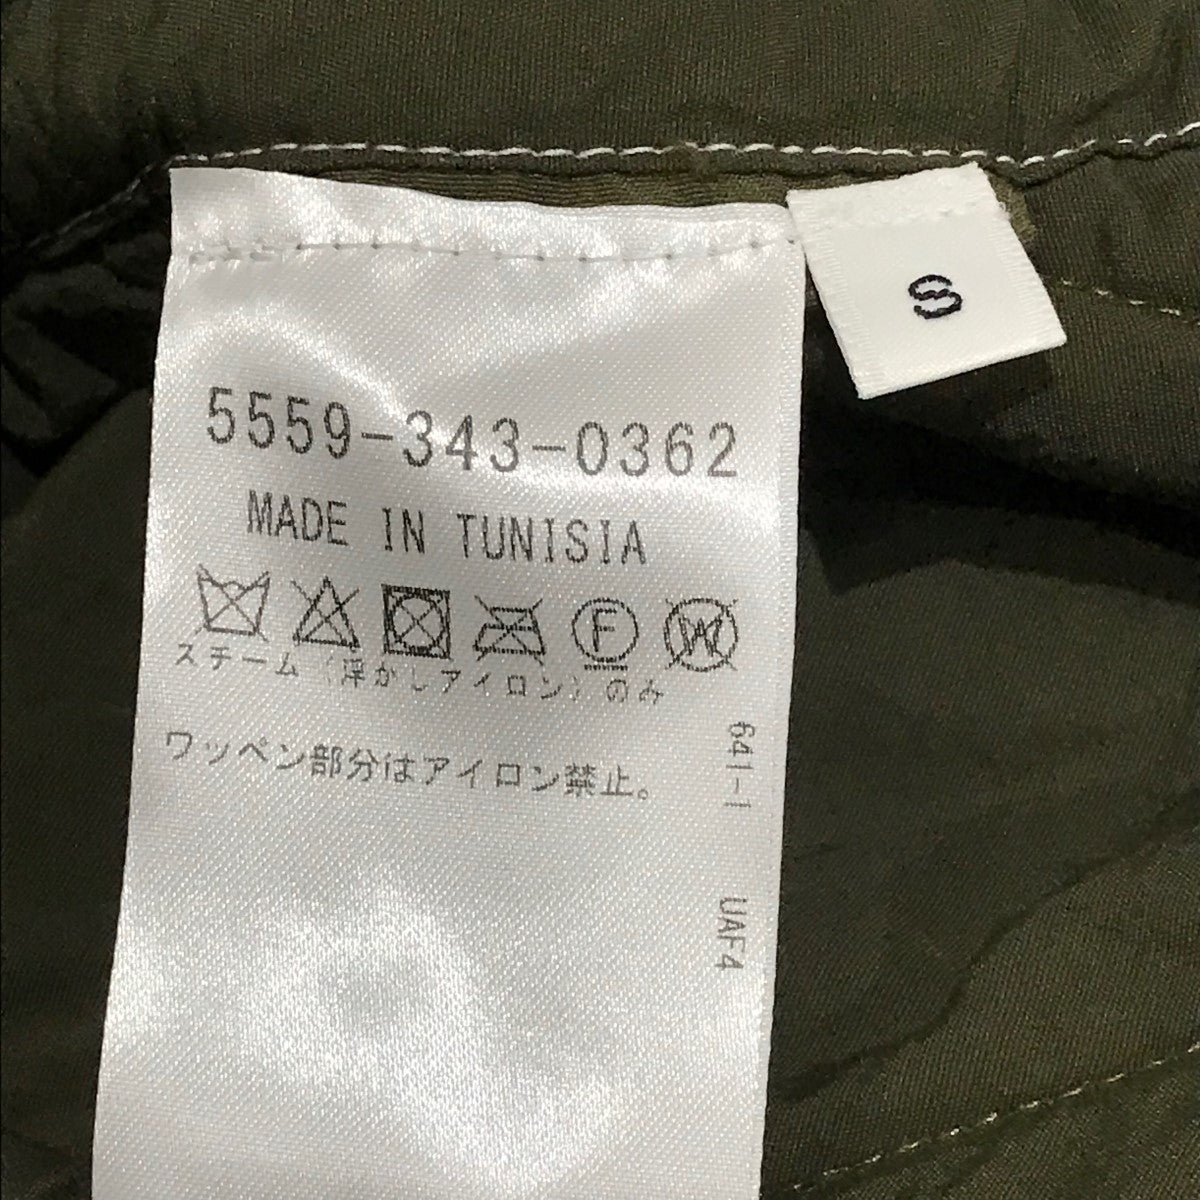 S
5559-343-0362
MADE IN TUNISIA
F W
スチーム（浮かしアイロン）のみ
ワッペン部分はアイロン禁止。
641-1 UAF4